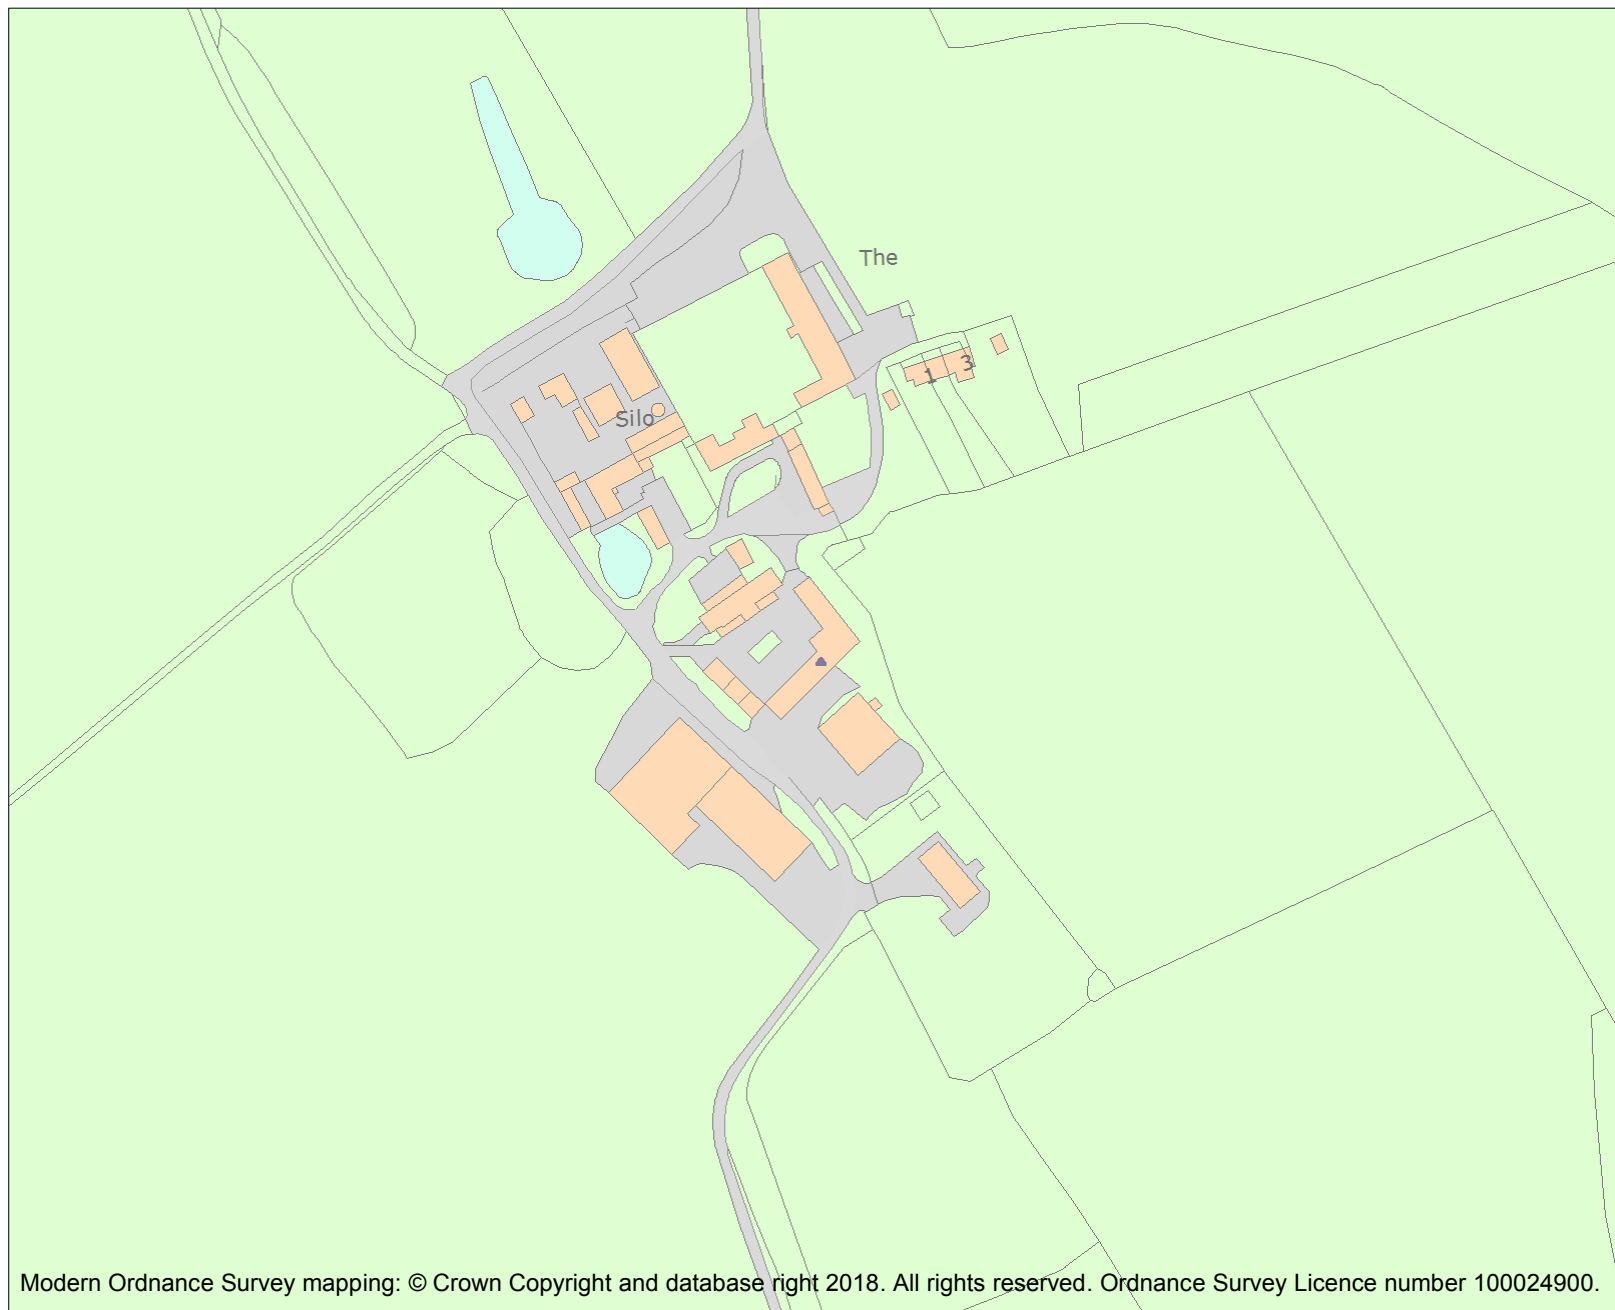 The
1
3
Silo
Modern Ordnance Survey mapping: © Crown Copyright and database right 2018. All rights reserved. Ordnance Survey Licence number 100024900.